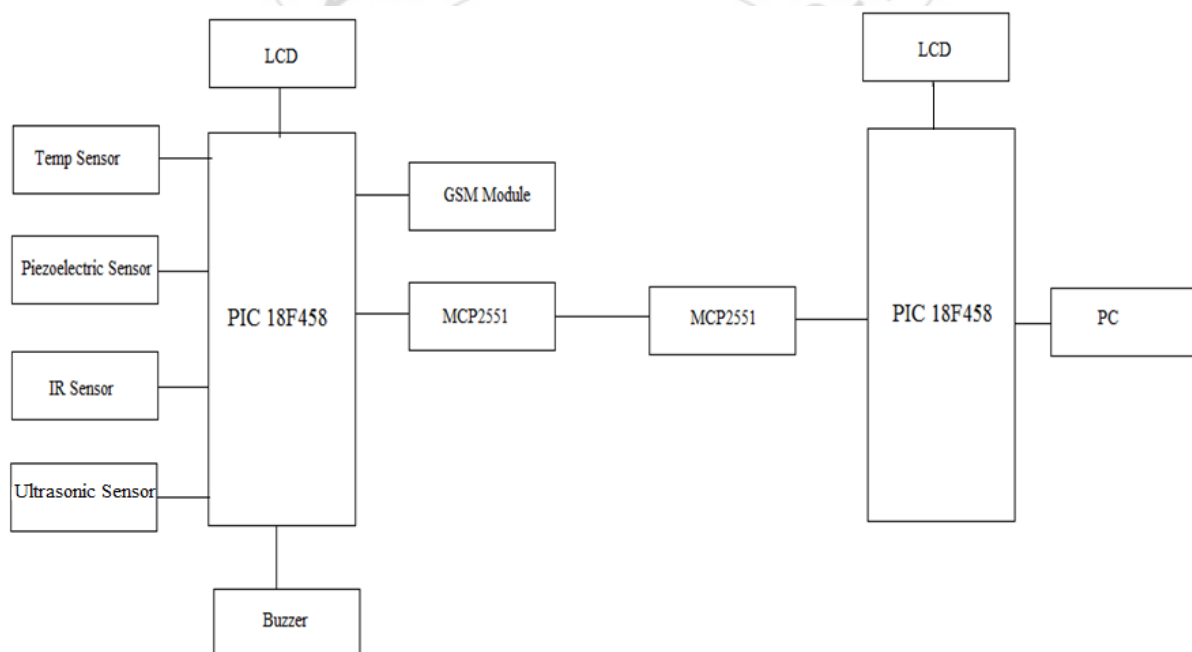 LCD
LCD
Temp Sensor
GSM Module
Piezoelectric Sensor
PIC 18F458
MCP2551
MCP2551
PIC 18F458
PC
IR Sensor
Ultrasonic Sensor
Buzzer